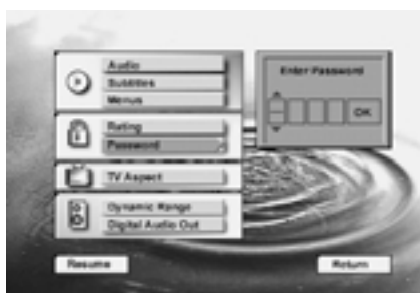 Audio
Subtitles
Menus
Rating
Password
TV Aspect
Dynamic Range
Digital Audio Out
Enter Password
OK
Resume
Return